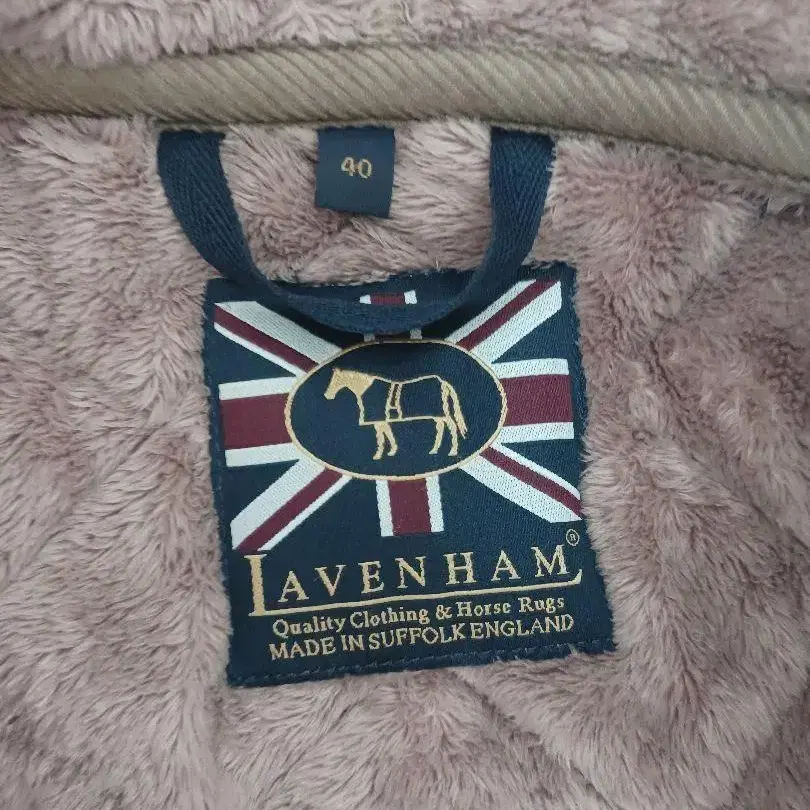 40
LAVENHAM®
Quality Clothing & Horse Rugs
MADE IN SUFFOLK ENGLAND